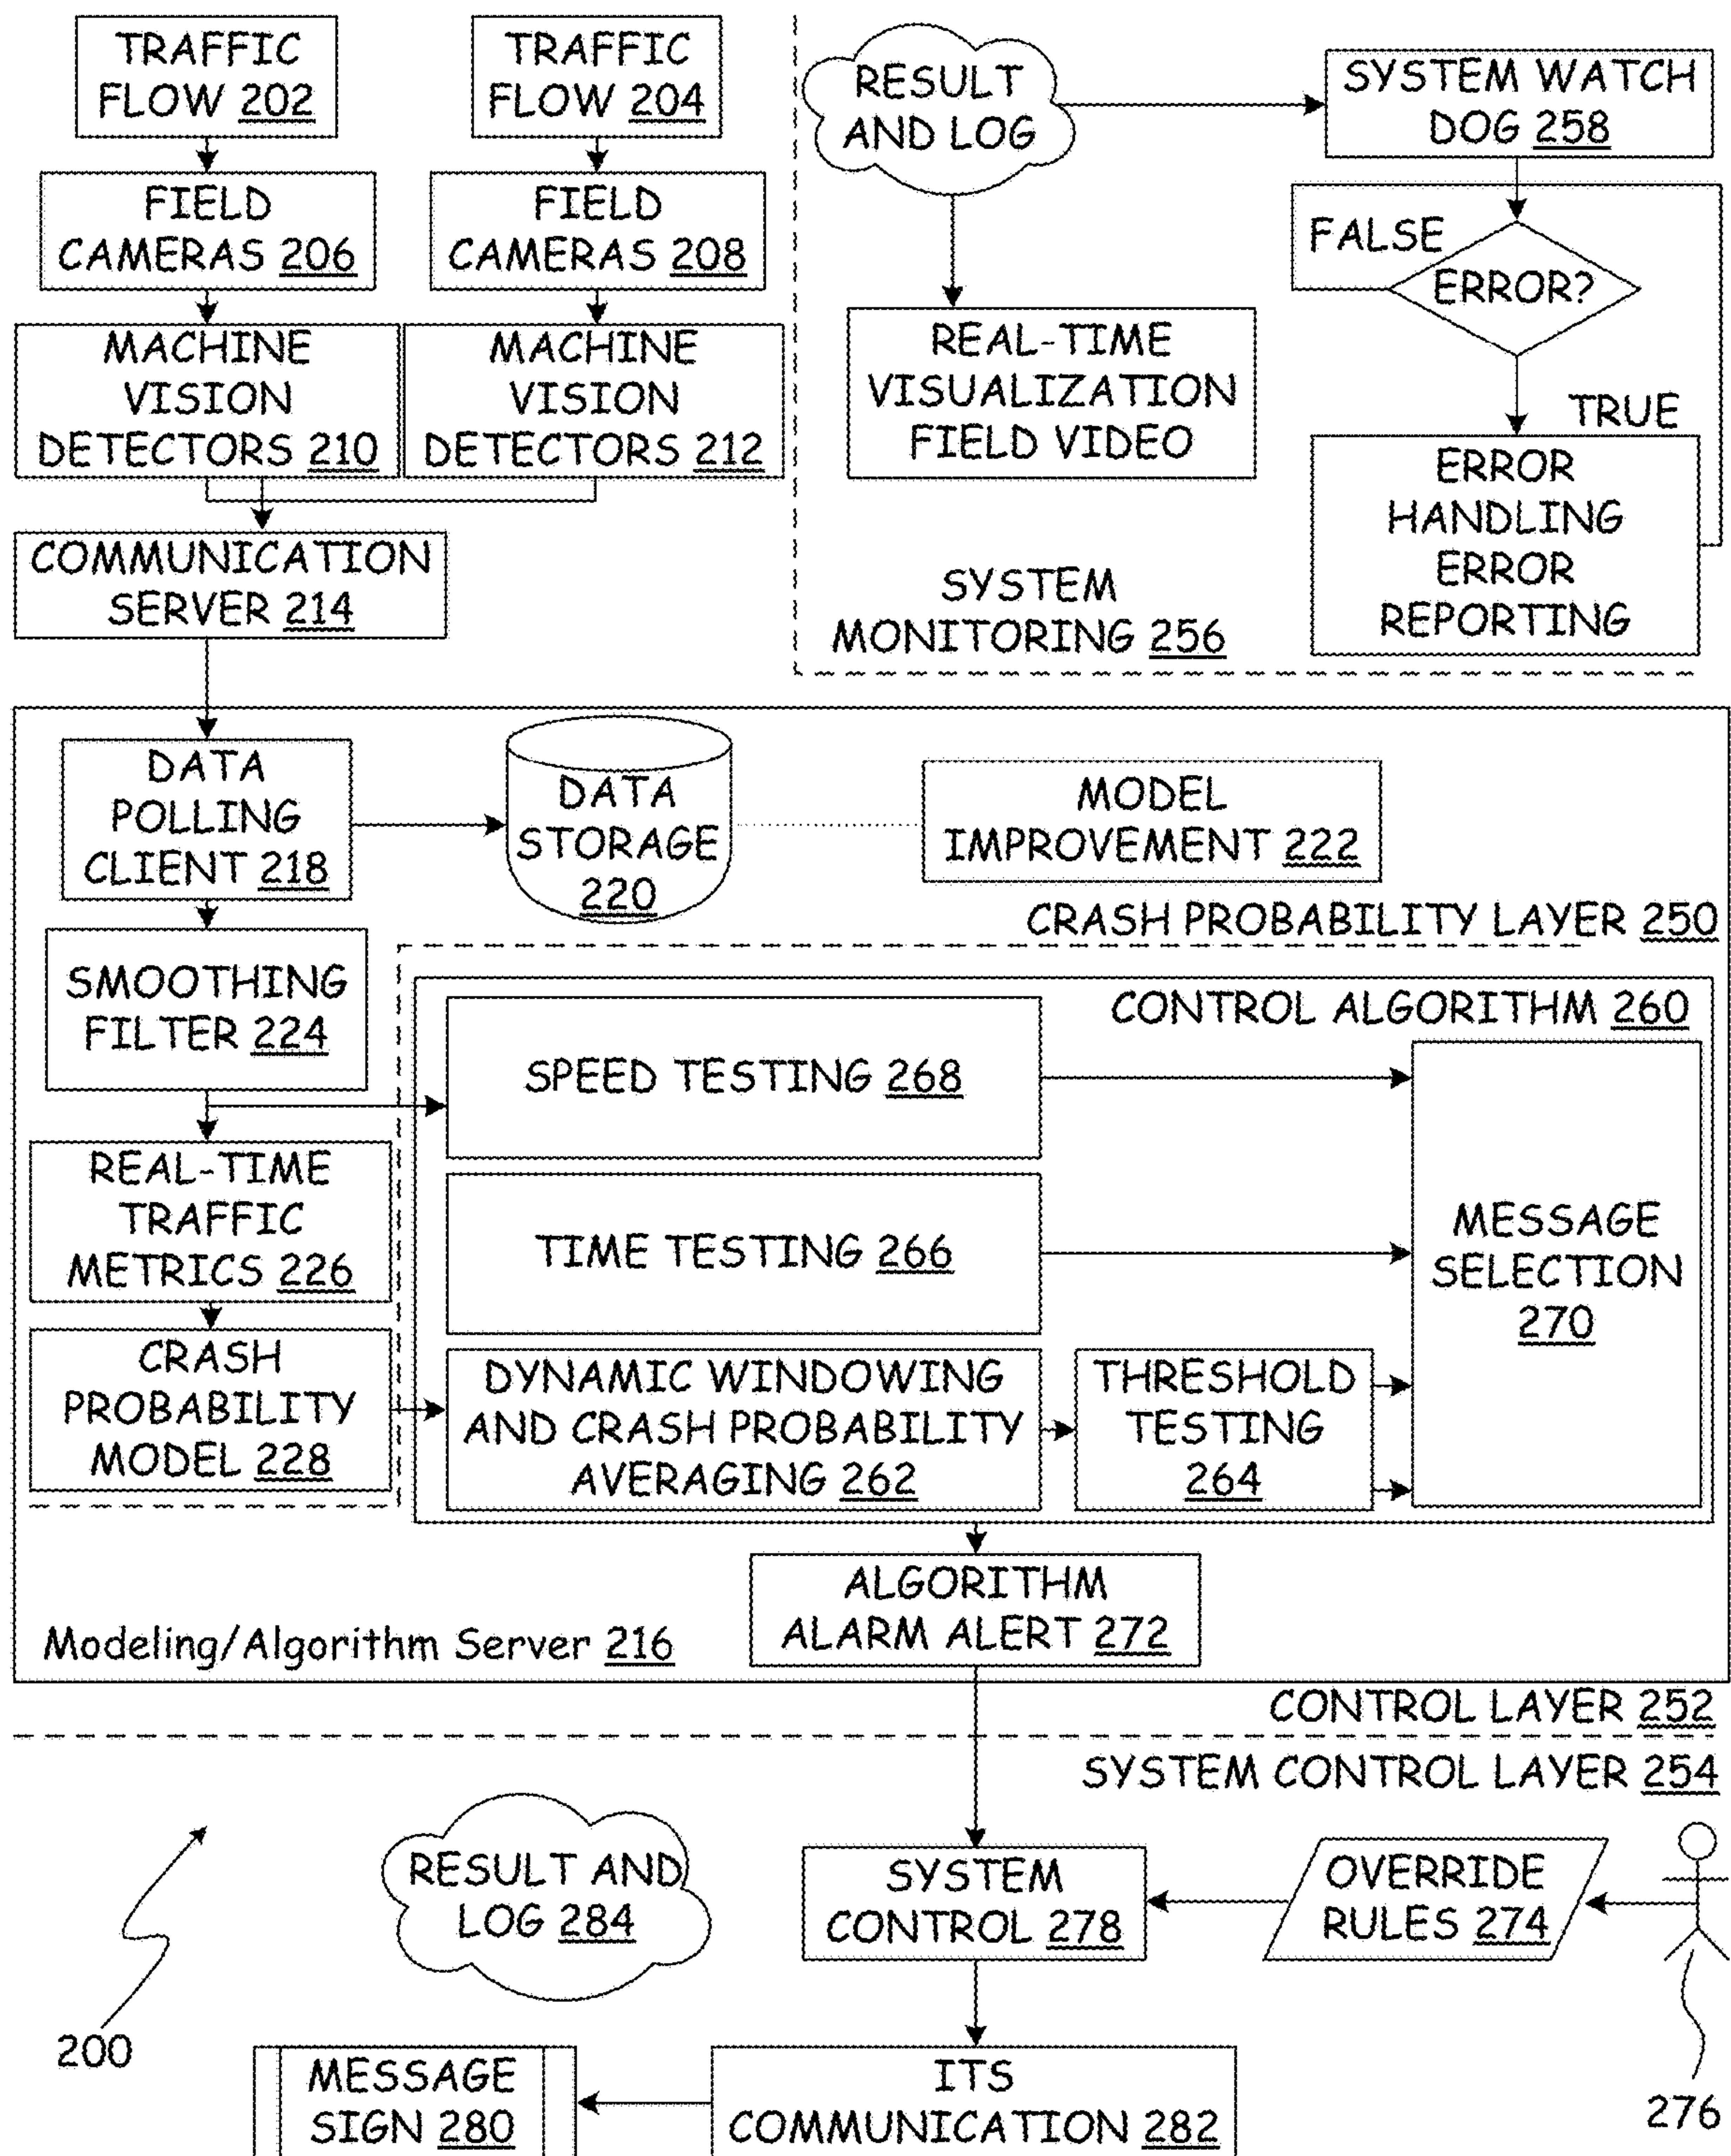 TRAFFIC
FLOW 202
TRAFFIC
FLOW 204
FIELD
CAMERAS 206
FIELD
CAMERAS 208
MACHINE
VISION
DETECTORS 210
MACHINE
VISION
DETECTORS 212
COMMUNICATION
SERVER 214
RESULT
AND LOG
SYSTEM WATCH
DOG 258
FALSE
ERROR?
REAL-TIME
VISUALIZATION
FIELD VIDEO
TRUE
ERROR
HANDLING
ERROR
REPORTING
SYSTEM
MONITORING 256
DATA
POLLING
CLIENT 218
DATA
STORAGE
220
MODEL
IMPROVEMENT 222
CRASH PROBABILITY LAYER 250
SMOOTHING
FILTER 224
CONTROL ALGORITHM 260
SPEED TESTING 268
REAL-TIME
TRAFFIC
METRICS 226
TIME TESTING 266
MESSAGE
SELECTION
270
CRASH
PROBABILITY
MODEL 228
DYNAMIC WINDOWING
AND CRASH PROBABILITY
AVERAGING 262
THRESHOLD
TESTING
264
ALGORITHM
ALARM ALERT 272
Modeling/Algorithm Server 216
CONTROL LAYER 252
SYSTEM CONTROL LAYER 254
RESULT AND
LOG 284
SYSTEM
CONTROL 278
OVERRIDE
RULES 274
200
MESSAGE
SIGN 280
ITS
COMMUNICATION 282
276